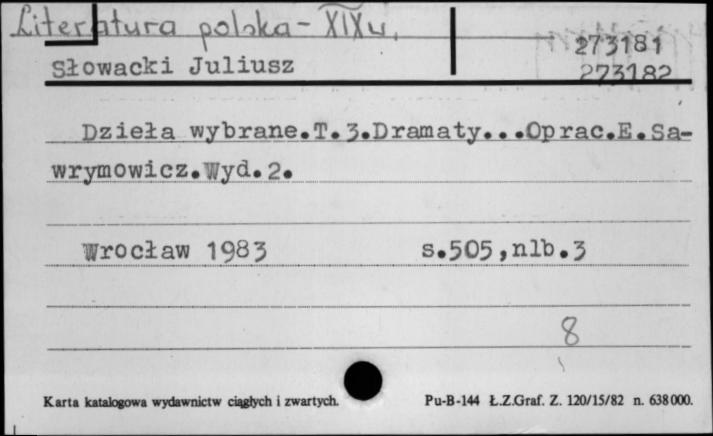 Literatura polska - XIXw.
273181
Słowacki Juliusz
273182
Dzieła wybrane.T.3.Dramaty...Oprac.E.Sa-
wrymowicz.Wyd.2.
Wrocław 1983 s.505,nlb.3
8
Karta katalogowa wydawnictw ciągłych i zwartych. Pu-B-144 Ł.Z.Graf. Z. 120/15/82 n. 638000.